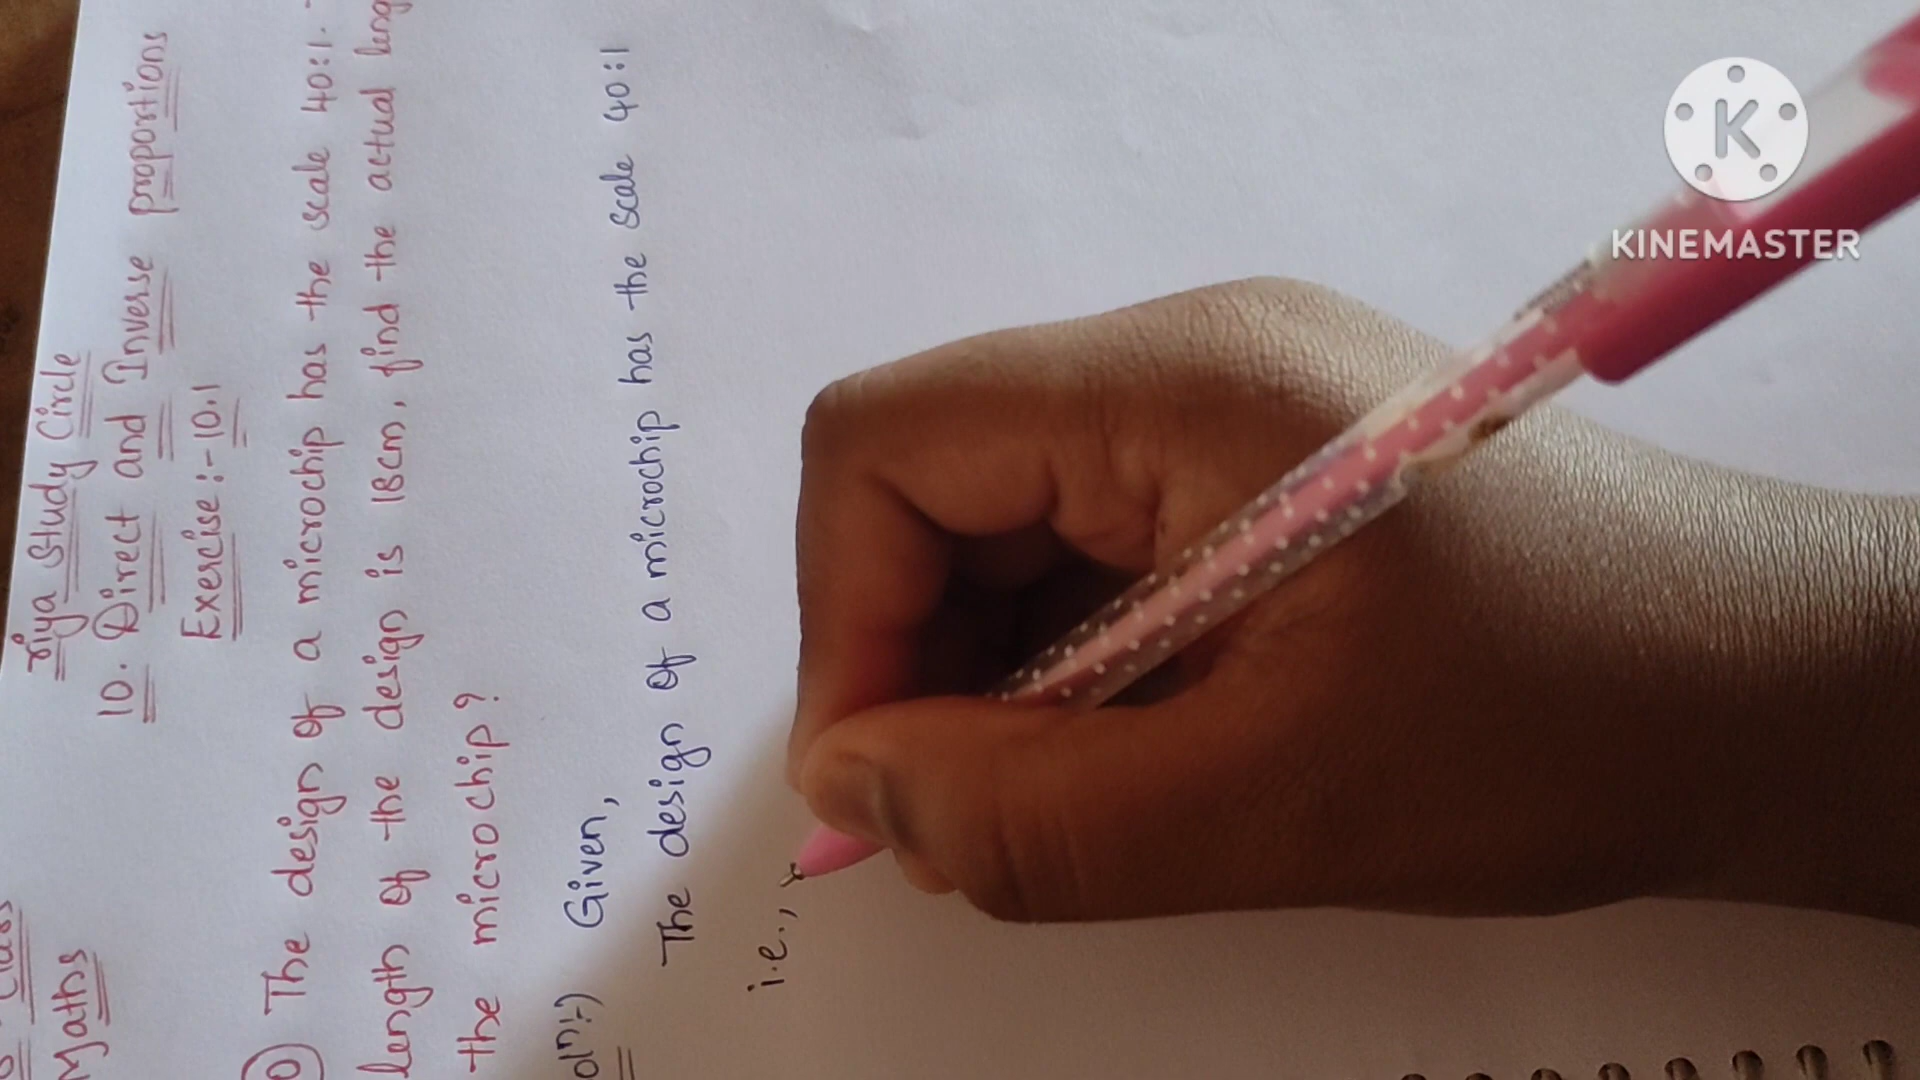 riya Study Circle
Maths
10. Direct and Inverse proportions
Exercise:-10.1
The design of a microchip has the scale 40:1.
length of the design is 18cm, find the actual leng
the microchip?
ol\n:-) Given,
The design of a microchip has the scale 40:1
i.e.,
KINEMASTER